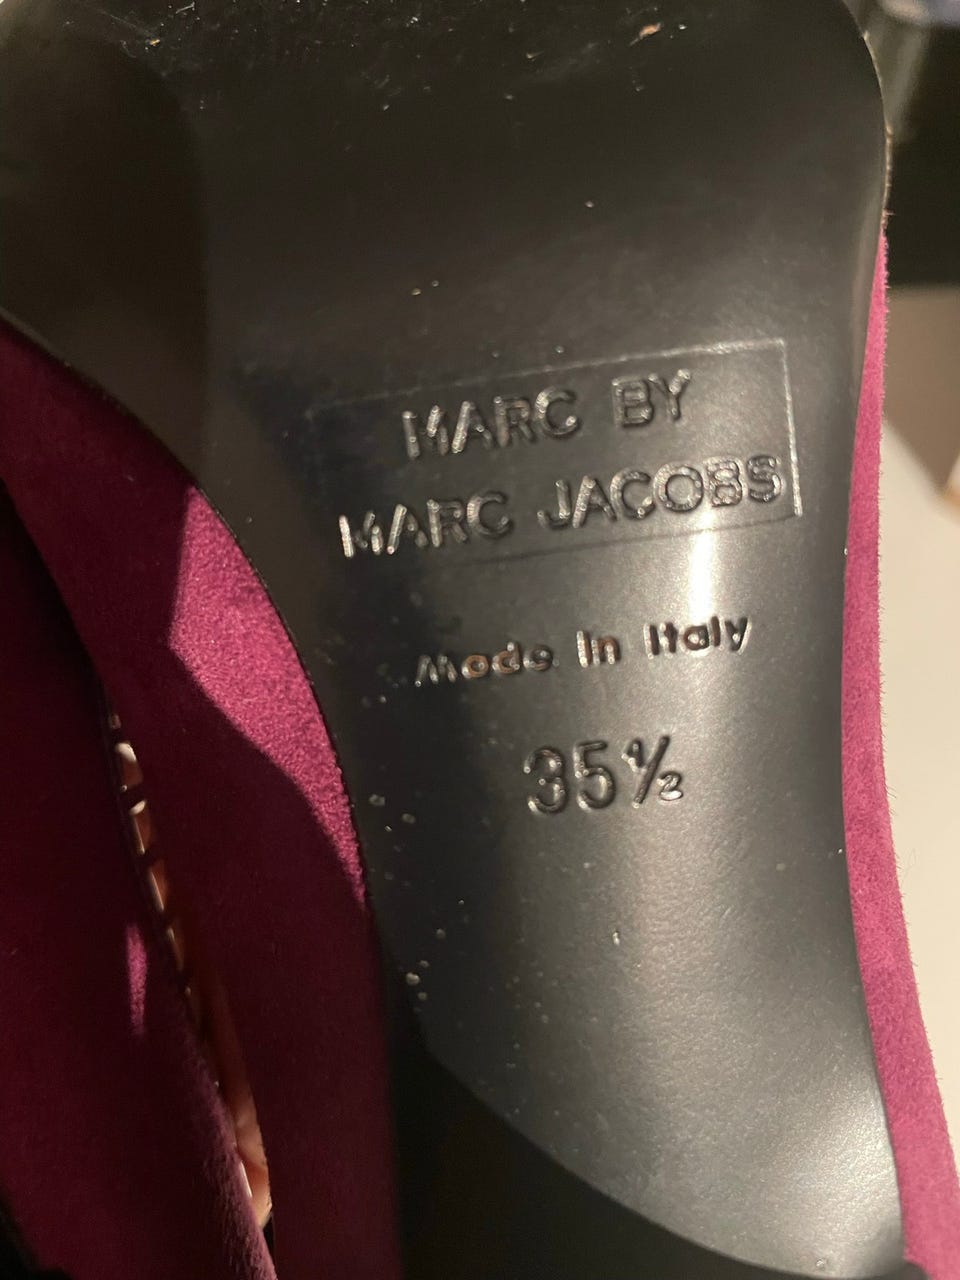 MARC BY
MARC JACOBS
Made In Italy
35½